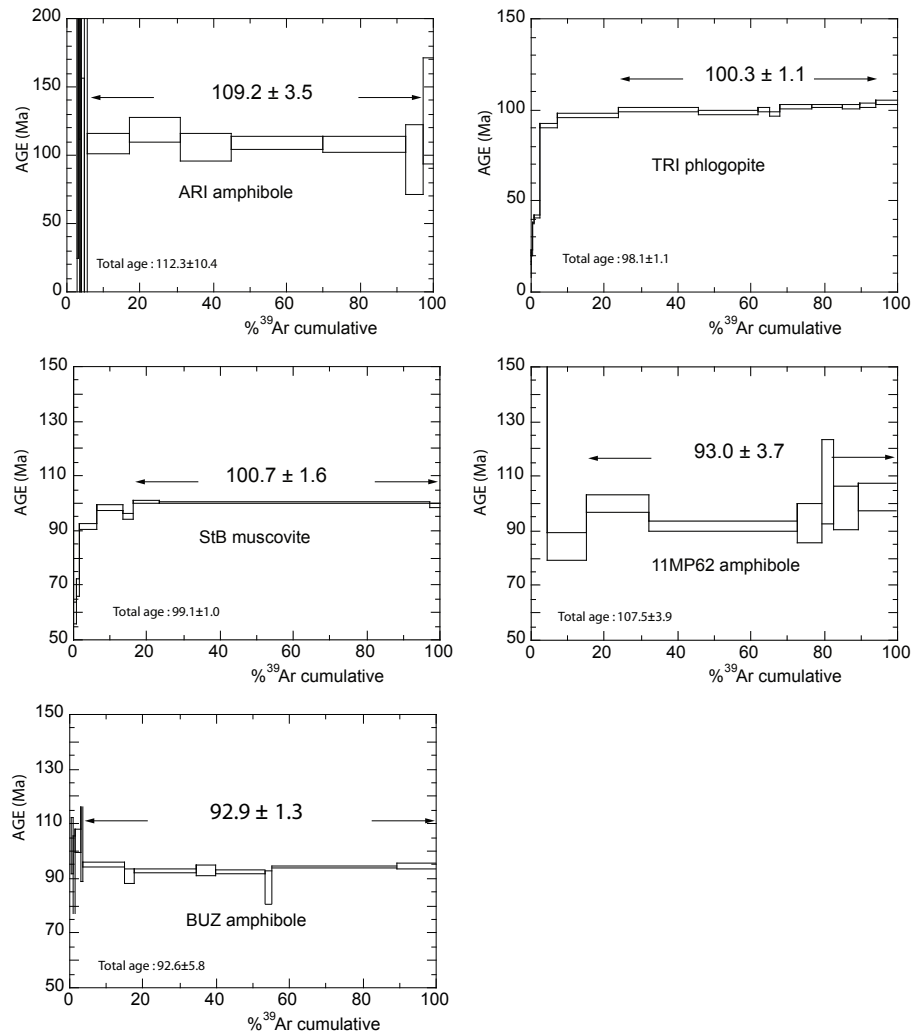 200
150
100
50
0
AGE (Ma)
109.2 ± 3.5
ARI amphibole
Total age : 112.3±10.4
0 20 40 60 80 100
%³⁹Ar cumulative
150
100
50
0
AGE (Ma)
100.3 ± 1.1
TRI phlogopite
Total age : 98.1±1.1
0 20 40 60 80 100
%³⁹Ar cumulative
150
130
110
90
70
50
AGE (Ma)
100.7 ± 1.6
StB muscovite
Total age : 99.1±1.0
0 20 40 60 80 100
%³⁹Ar cumulative
150
130
110
90
70
50
AGE (Ma)
93.0 ± 3.7
11MP62 amphibole
Total age : 107.5±3.9
0 20 40 60 80 100
%³⁹Ar cumulative
150
130
110
90
70
50
AGE (Ma)
92.9 ± 1.3
BUZ amphibole
Total age : 92.6±5.8
0 20 40 60 80 100
%³⁹Ar cumulative